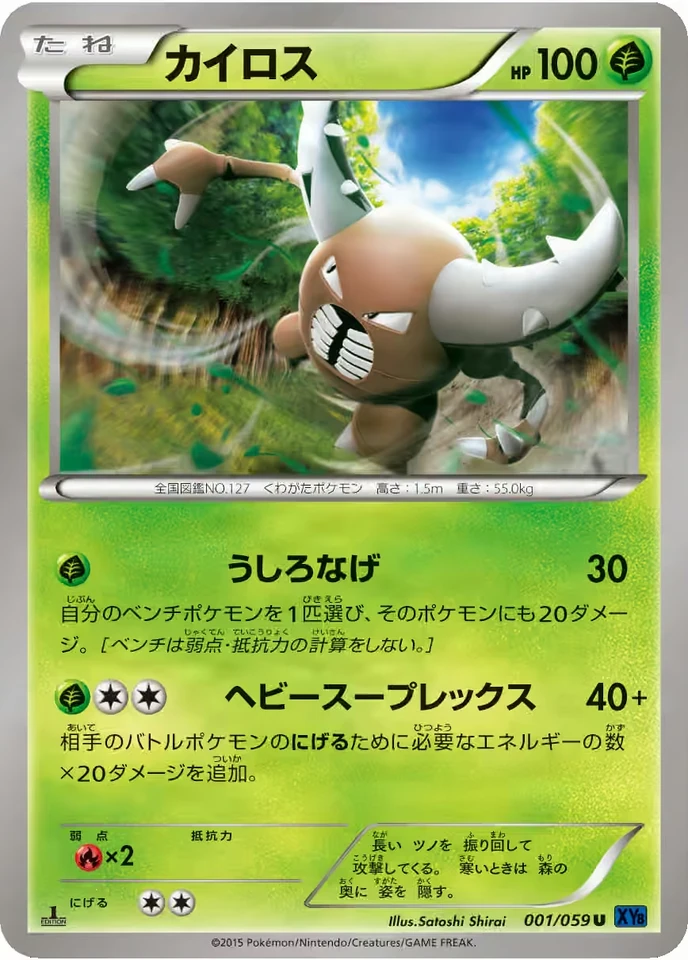 たね カイロス HP 100
全国図鑑NO.127 くわがたポケモン 高さ:1.5m 重さ:55.0kg
うしろなげ 30
自分のベンチポケモンを1匹選び、そのポケモンにも20ダメー
ジ。[ベンチは弱点・抵抗力の計算をしない。]
ヘビースープレックス 40+
相手のバトルポケモンのにげるために必要なエネルギーの数
×20ダメージを追加。
弱点 抵抗力
×2
にげる
長い ツノを 振り回して
攻撃してくる。 寒いときは 森の
奥に 姿を 隠す。
1 EDITION
Illus.Satoshi Shirai 001/059 U XY8
©2015 Pokémon/Nintendo/Creatures/GAME FREAK.